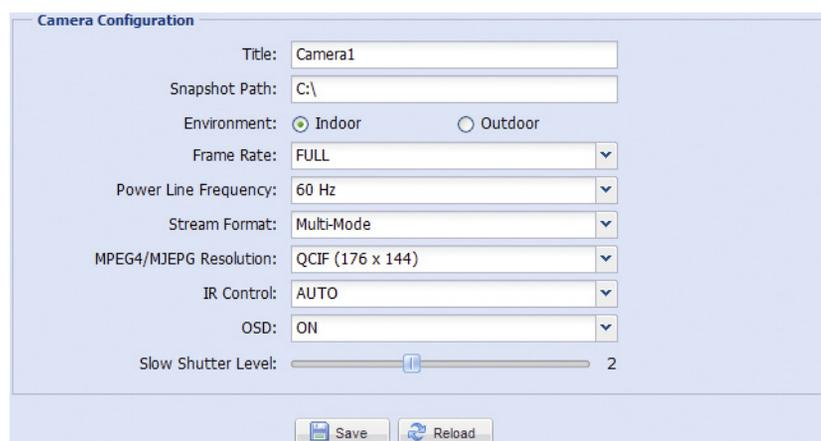 Camera Configuration
Title: Camera1
Snapshot Path: C:\
Environment: Indoor Outdoor
Frame Rate: FULL
Power Line Frequency: 60 Hz
Stream Format: Multi-Mode
MPEG4/MJEPG Resolution: QCIF (176 x 144)
IR Control: AUTO
OSD: ON
Slow Shutter Level: 2
Save Reload